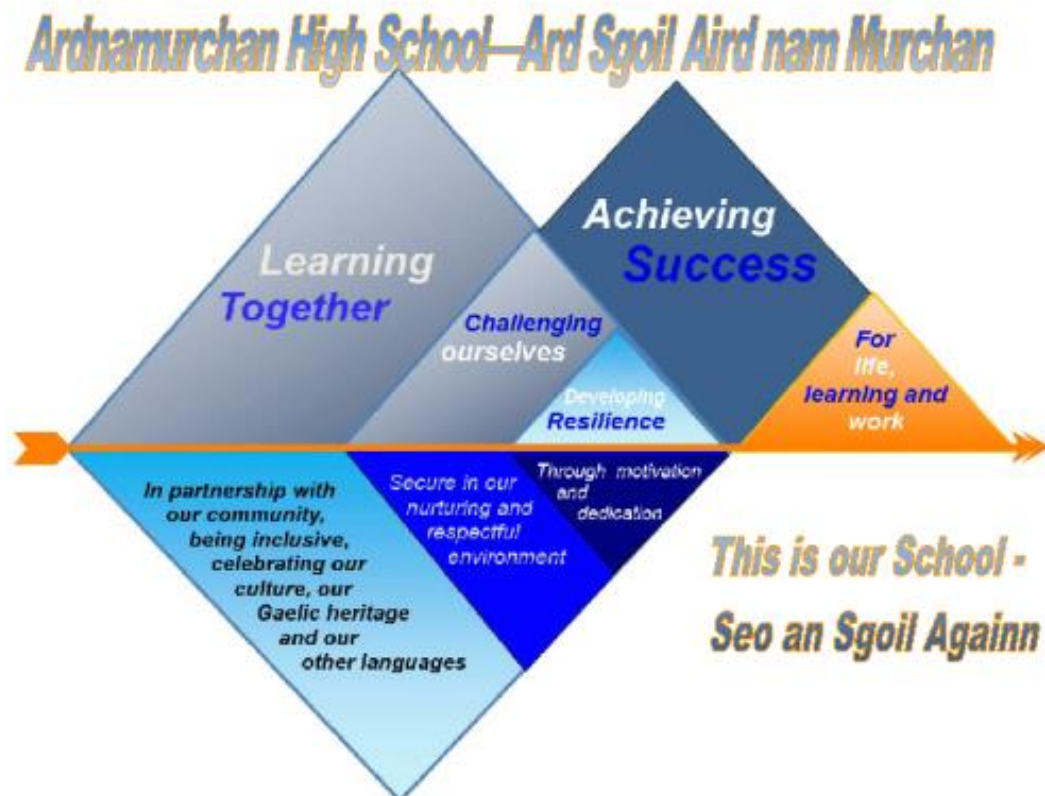 Ardnamurchan High School—Ard Sgoil Aird nam Murchan
Learning
Together
Challenging
ourselves
Developing
Resilience
Achieving
Success
For
life,
learning and
work
In partnership with
our community,
being inclusive,
celebrating our
culture, our
Gaelic heritage
and our
other languages
Secure in our
nurturing and
respectful
environment
Through motivation
and
dedication
This is our School -
Seo an Sgoil Againn